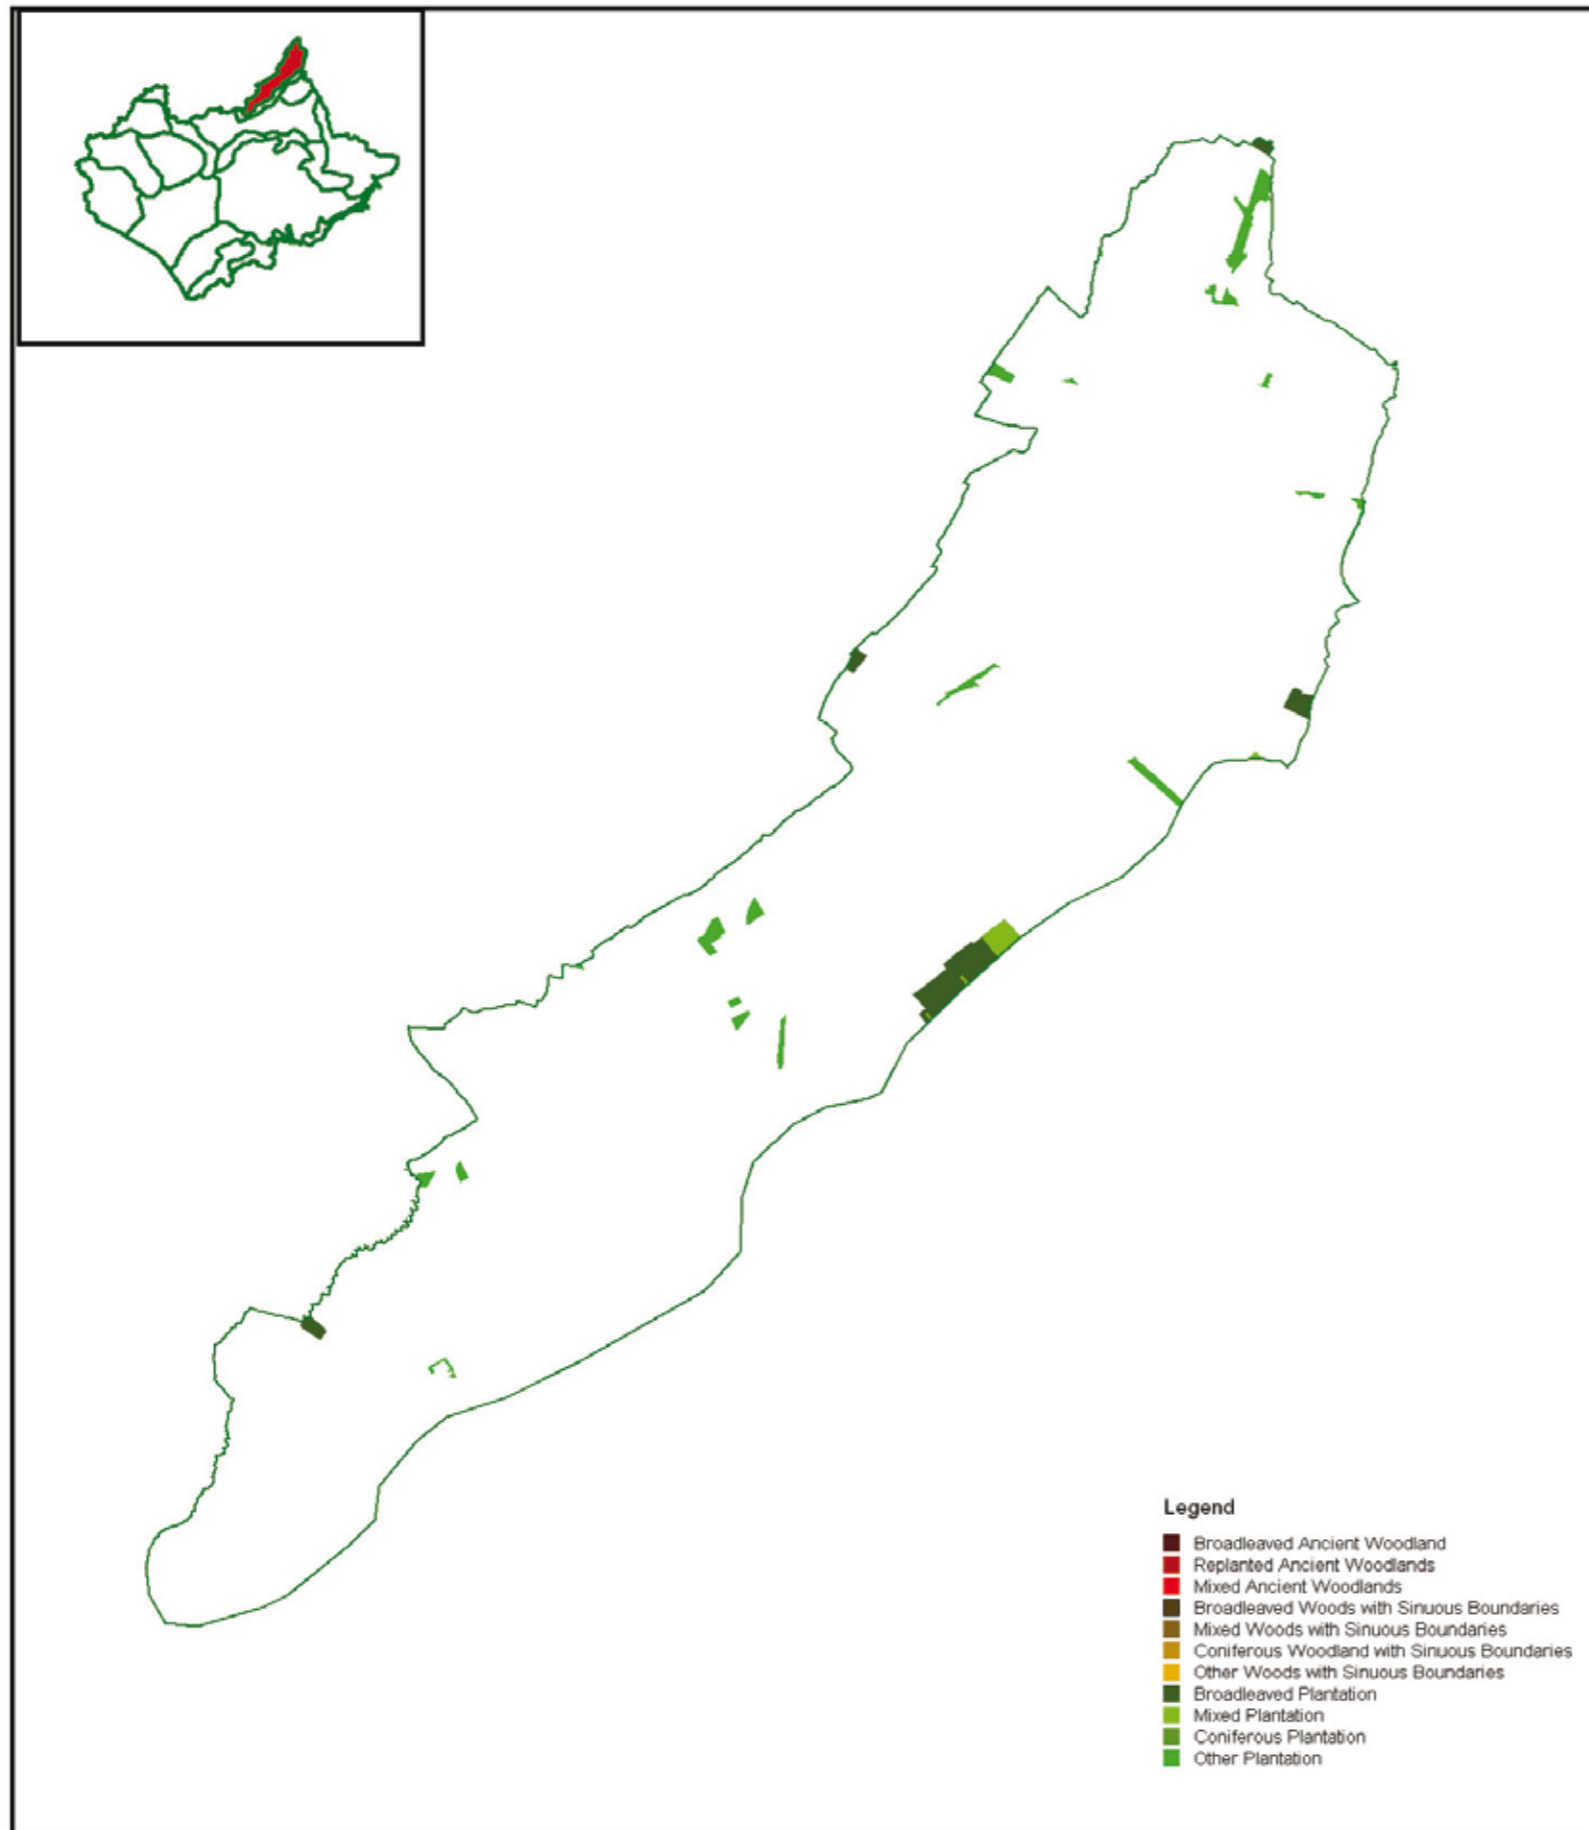 Legend
Broadleaved Ancient Woodland
Replanted Ancient Woodlands
Mixed Ancient Woodlands
Broadleaved Woods with Sinuous Boundaries
Mixed Woods with Sinuous Boundaries
Coniferous Woodland with Sinuous Boundaries
Other Woods with Sinuous Boundaries
Broadleaved Plantation
Mixed Plantation
Coniferous Plantation
Other Plantation